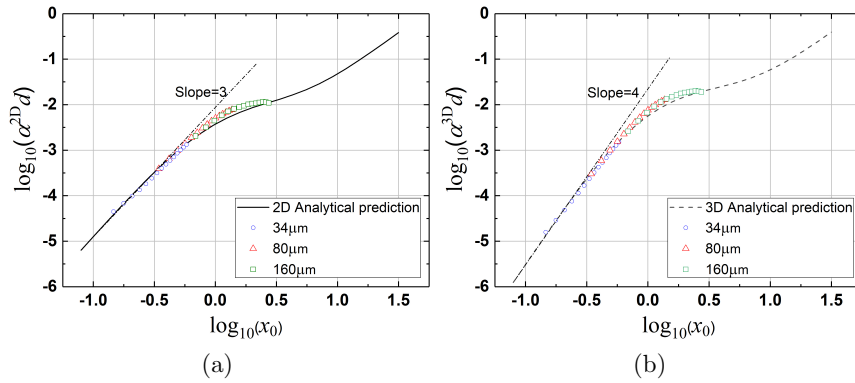 0
-1
-2
-3
-4
-5
-6
log₁₀(α²ᴰd)
Slope=3
2D Analytical prediction
34μm
80μm
160μm
-1.0 -0.5 0.0 0.5 1.0 1.5
log₁₀(x₀)
(a)
0
-1
-2
-3
-4
-5
-6
log₁₀(α³ᴰd)
Slope=4
3D Analytical prediction
34μm
80μm
160μm
-1.0 -0.5 0.0 0.5 1.0 1.5
log₁₀(x₀)
(b)